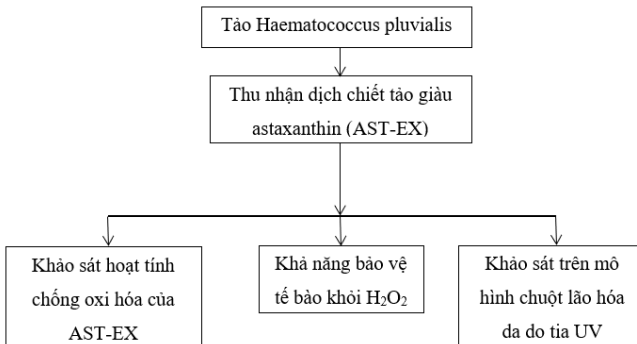 Tảo Haematococcus pluvialis
Thu nhận dịch chiết tảo giàu
astaxanthin (AST-EX)
Khảo sát hoạt tính
chống oxi hóa của
AST-EX
Khả năng bảo vệ
tế bào khỏi H₂O₂
Khảo sát trên mô
hình chuột lão hóa
da do tia UV